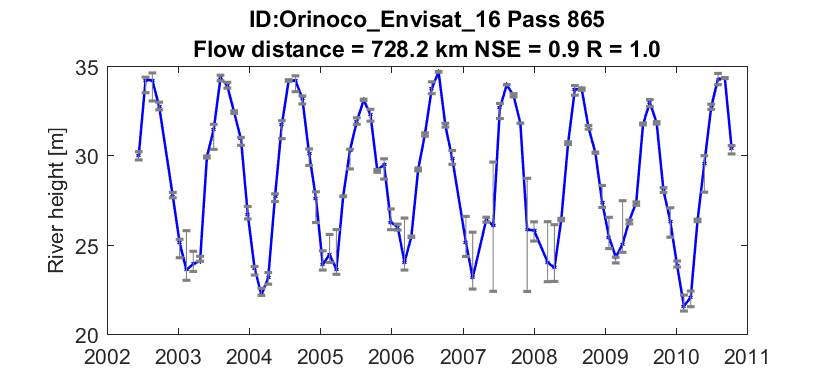 ID:Orinoco_Envisat_16 Pass 865
Flow distance = 728.2 km NSE = 0.9 R = 1.0
River height [m]
35
30
25
20
2002 2003 2004 2005 2006 2007 2008 2009 2010 2011